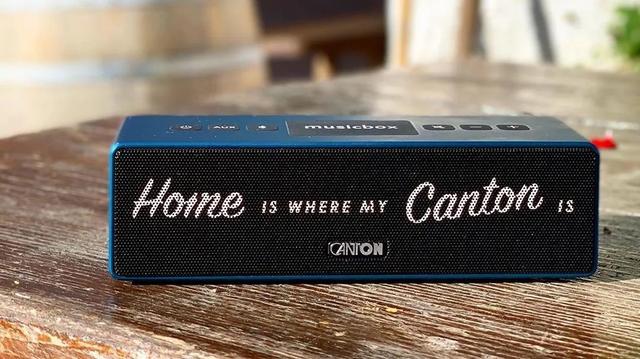 AUX musicbox
Home IS WHERE MY Canton IS
CANTON